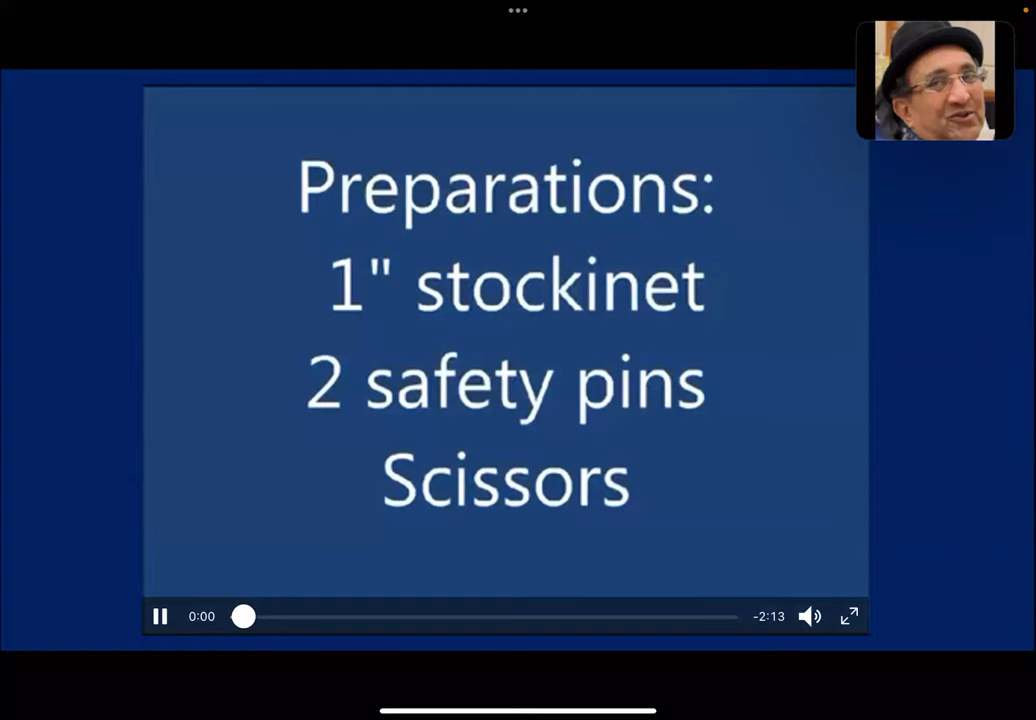 Preparations:
1" stockinet
2 safety pins
Scissors
0:00
-2:13